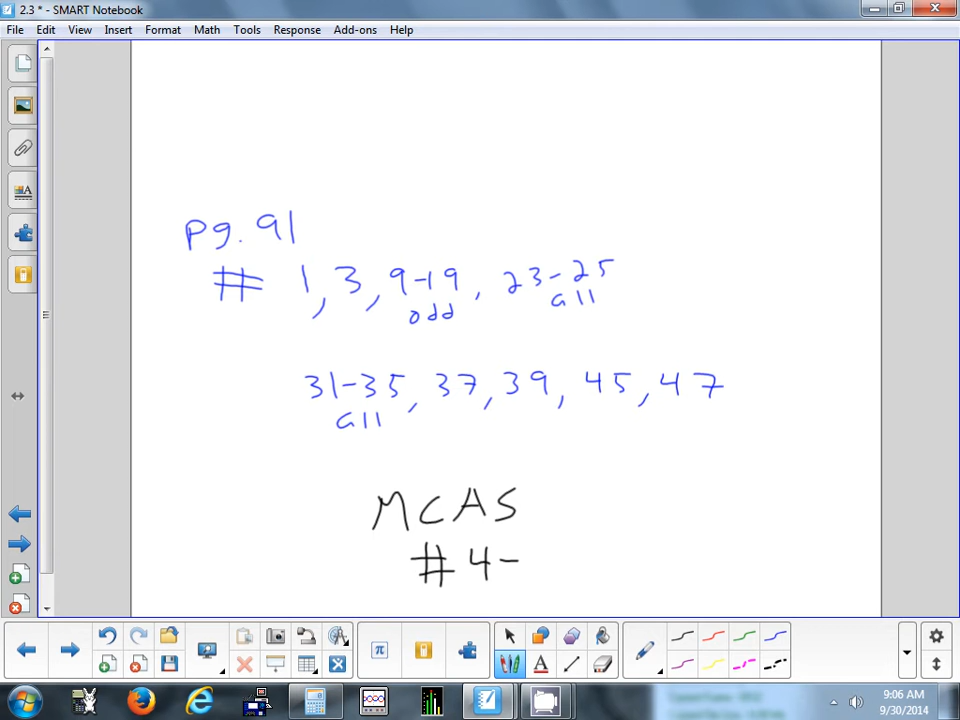 2.3 * - SMART Notebook
File Edit View Insert Format Math Tools Response Add-ons Help
pg. 91
# 1, 3, 9-19, 23-25
odd all
31-35, 37, 39, 45, 47
all
MCAS
# 4-
9:06 AM
9/30/2014